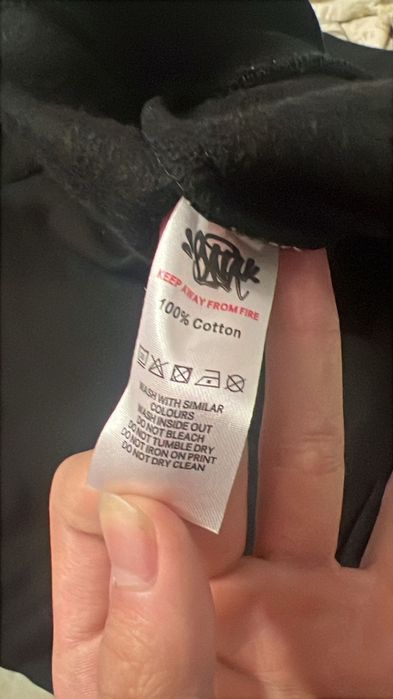 KEEP AWAY FROM FIRE
100% Cotton
WASH WITH SIMILAR
COLOURS
WASH INSIDE OUT
DO NOT BLEACH
DO NOT TUMBLE DRY
DO NOT IRON ON PRINT
DO NOT DRY CLEAN